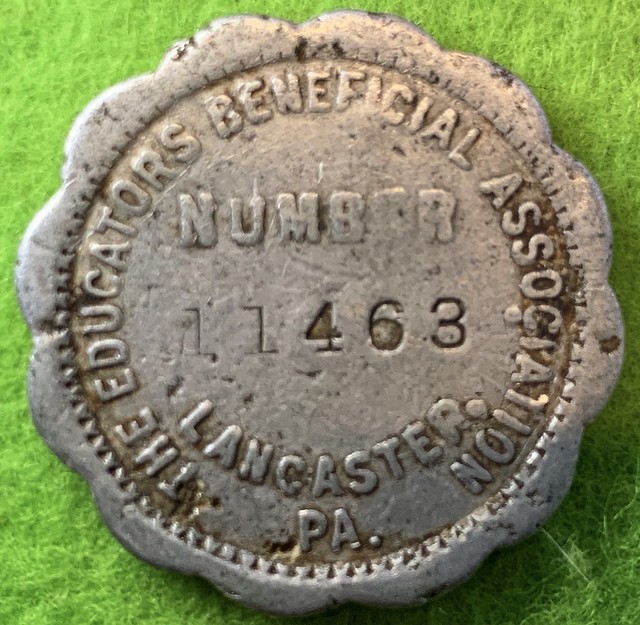 THE EDUCATORS BENEFICIAL ASSOCIATION
NUMBER
11463
LANCASTER.
PA.